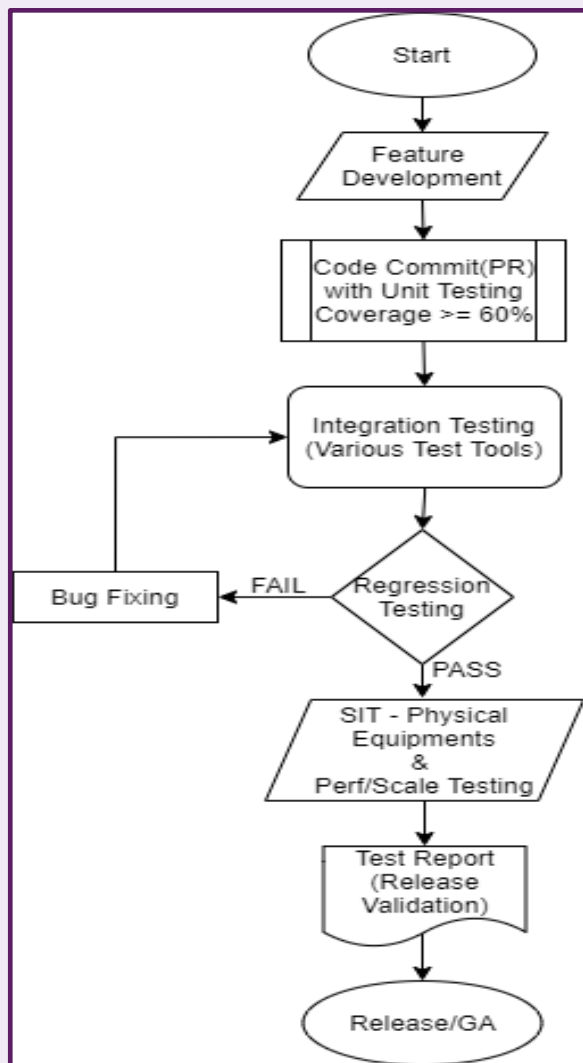 Start
Feature
Development
Code Commit(PR)
with Unit Testing
Coverage >= 60%
Integration Testing
(Various Test Tools)
Regression
Testing
FAIL
Bug Fixing
PASS
SIT - Physical
Equipments
&
Perf/Scale Testing
Test Report
(Release
Validation)
Release/GA